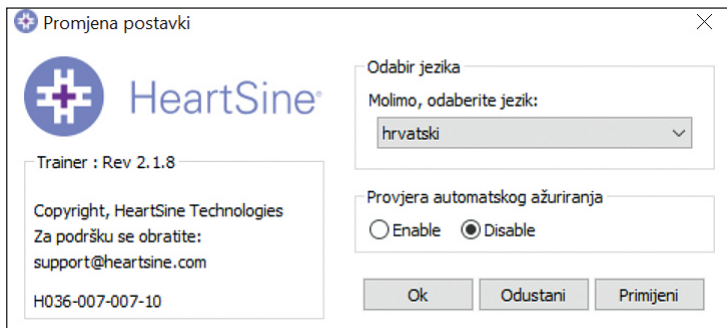 Promjena postavki
HeartSine®
Trainer : Rev 2.1.8
Copyright, HeartSine Technologies
Za podršku se obratite:
support@heartsine.com
H036-007-007-10
Odabir jezika
Molimo, odaberite jezik:
hrvatski
Provjera automatskog ažuriranja
Enable Disable
Ok Odustani Primijeni